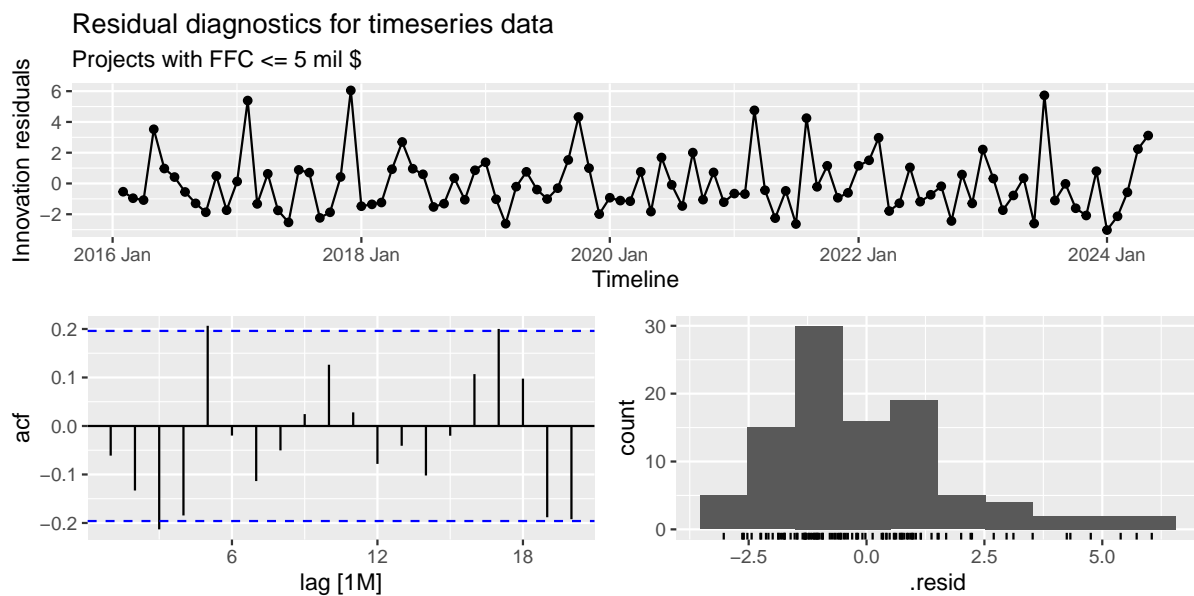 Residual diagnostics for timeseries data
Projects with FFC <= 5 mil $
Innovation residuals
6
4
2
0
−2
2016 Jan
2018 Jan
2020 Jan
2022 Jan
2024 Jan
Timeline
acf
0.2
0.1
0.0
−0.1
−0.2
6
12
18
lag [1M]
count
30
20
10
0
−2.5
0.0
2.5
5.0
.resid